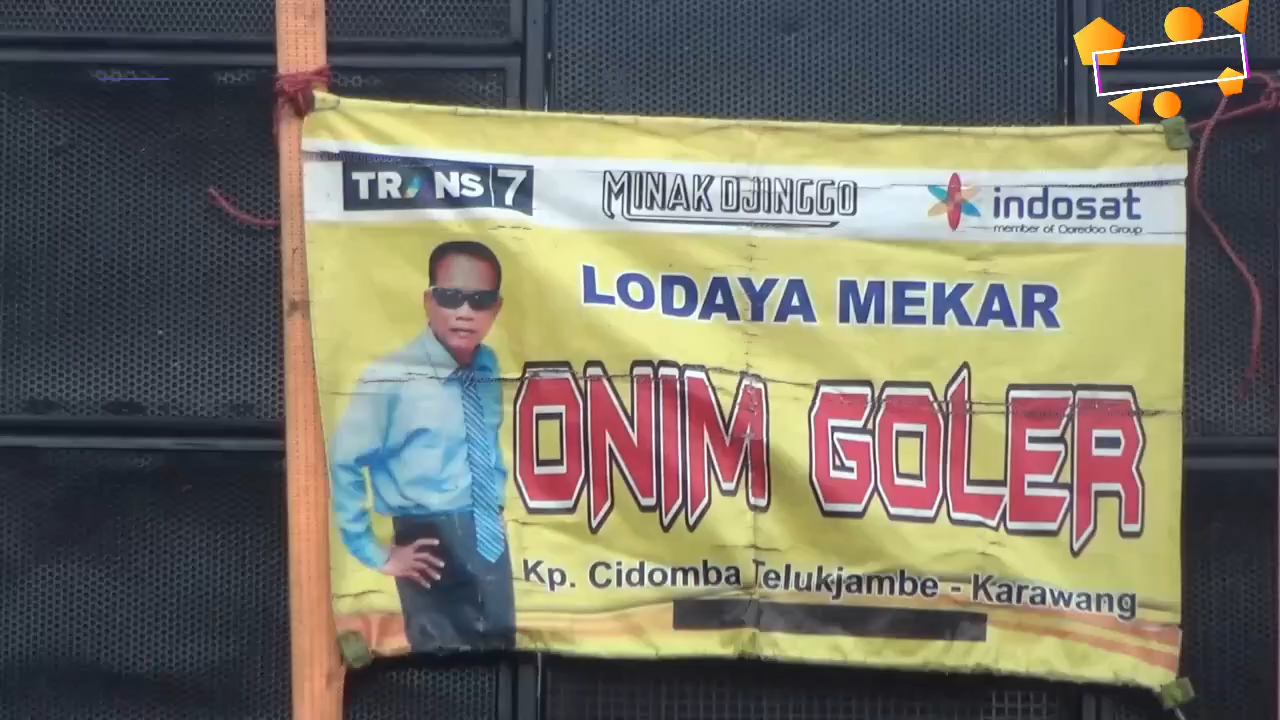 TRANS|7 MINAK DJINGGO indosat
member of Ooredoo Group
LODAYA MEKAR
ONIM GOLER
Kp. Cidomba Telukjambe - Karawang